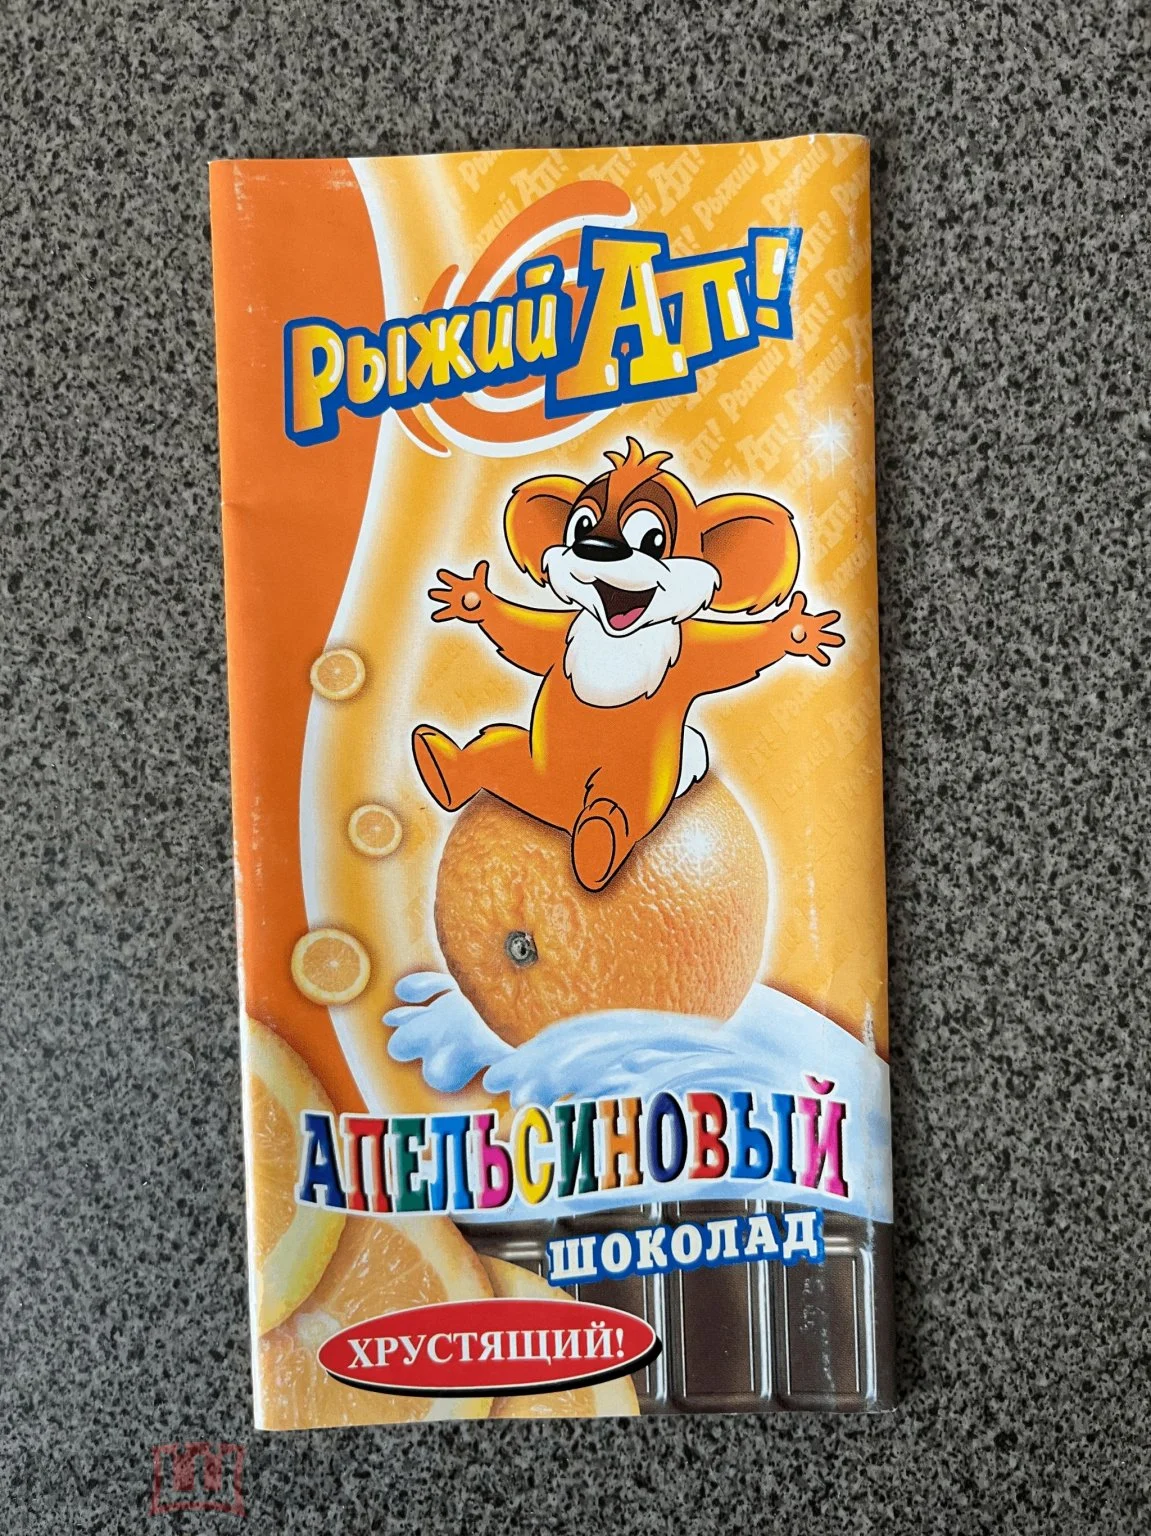 Рыжий Ап!
АПЕЛЬСИНОВЫЙ
ШОКОЛАД
ХРУСТЯЩИЙ!